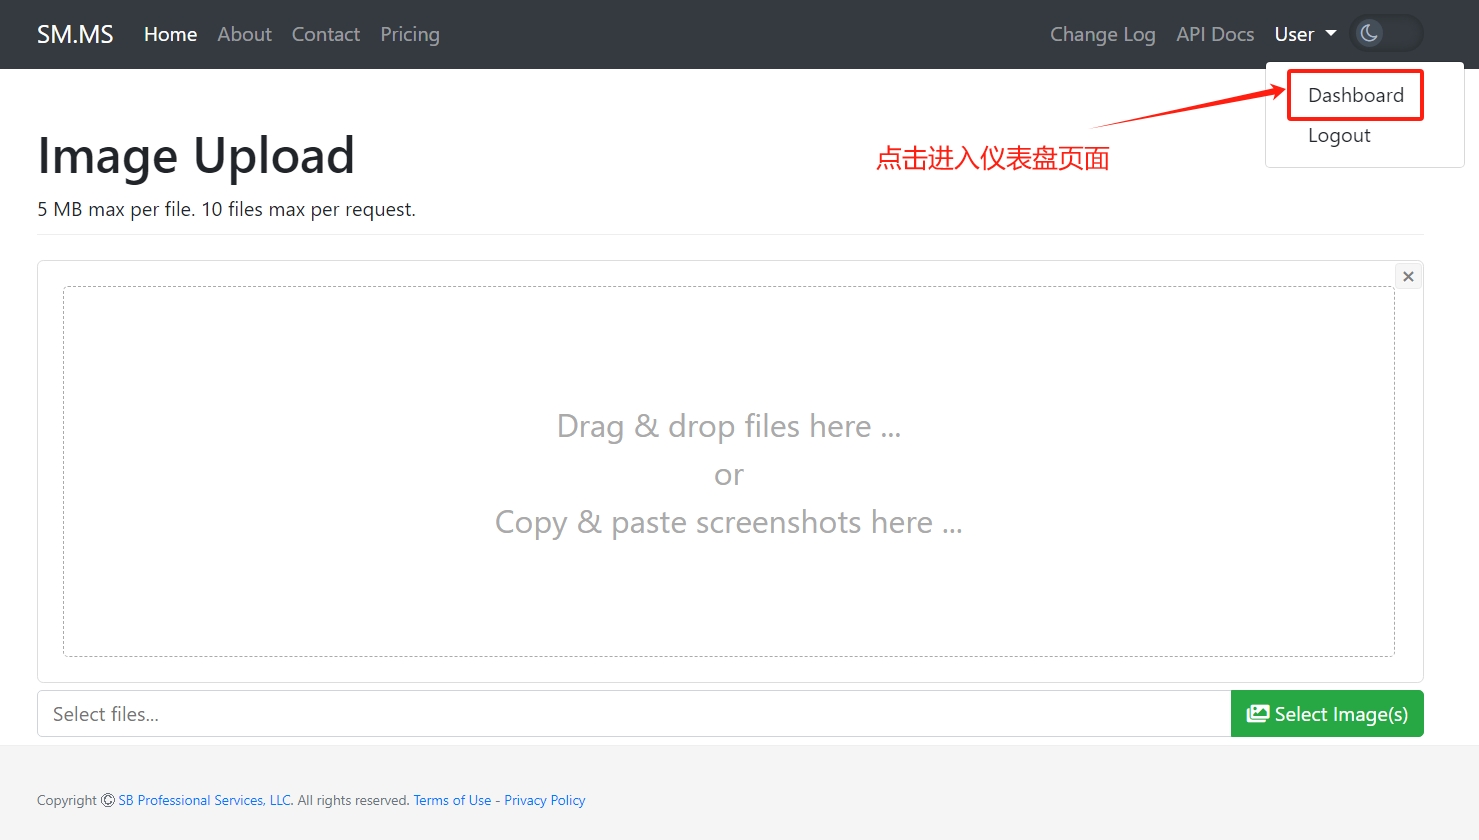 SM.MS Home About Contact Pricing Change Log API Docs User
Dashboard
Logout
点击进入仪表盘页面
Image Upload
5 MB max per file. 10 files max per request.
Drag & drop files here ...
or
Copy & paste screenshots here ...
Select files...
Select Image(s)
Copyright © SB Professional Services, LLC. All rights reserved. Terms of Use - Privacy Policy